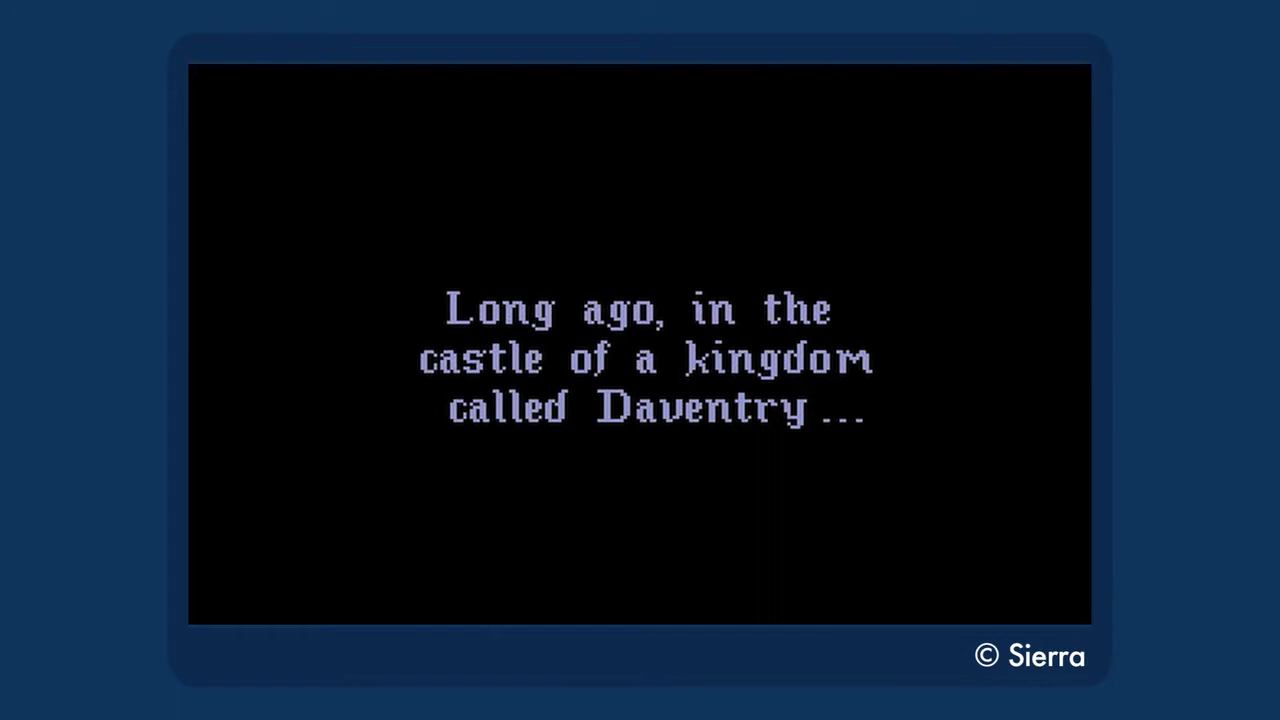 Long ago, in the
castle of a kingdom
called Daventry...
© Sierra